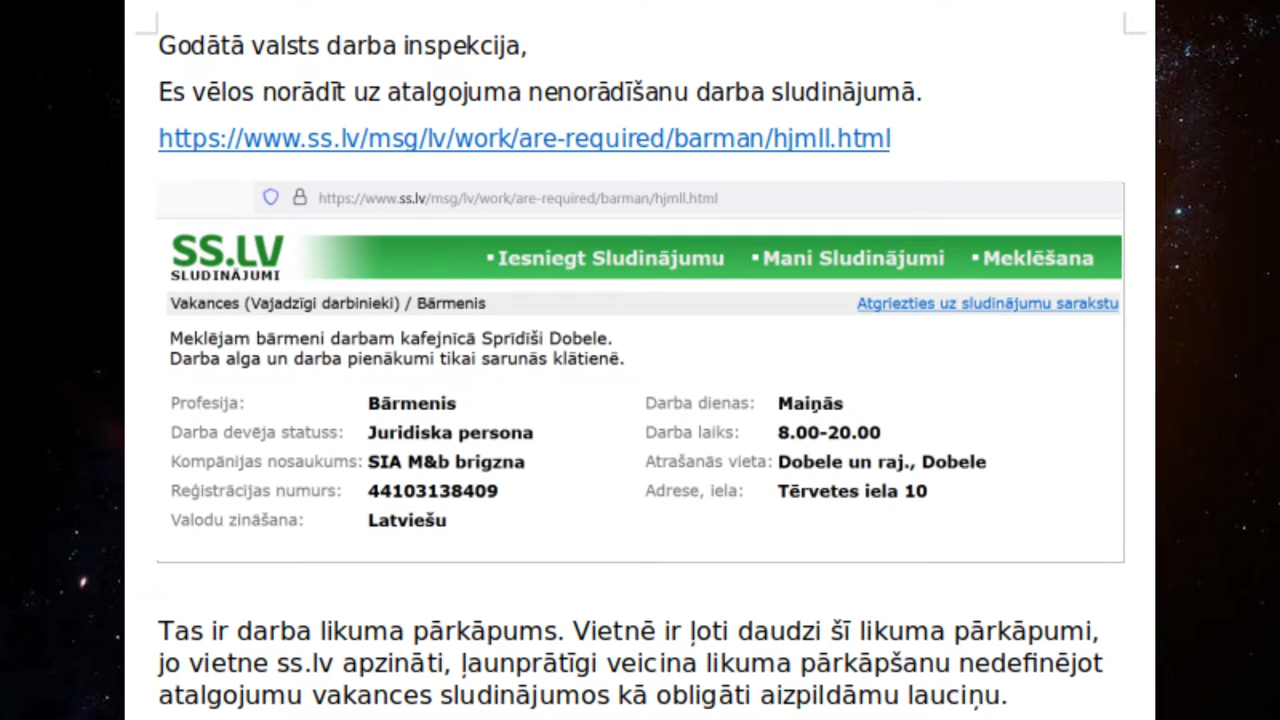 Godātā valsts darba inspekcija,
Es vēlos norādīt uz atalgojuma nenorādīšanu darba sludinājumā.
https://www.ss.lv/msg/lv/work/are-required/barman/hjmll.html
https://www.ss.lv/msg/lv/work/are-required/barman/hjmll.html
SS.LV
SLUDINĀJUMI
▪Iesniegt Sludinājumu ▪Mani Sludinājumi ▪Meklēšana
Vakances (Vajadzīgi darbinieki) / Bārmenis Atgriezties uz sludinājumu sarakstu
Meklējam bārmeni darbam kafejnīcā Sprīdīši Dobele.
Darba alga un darba pienākumi tikai sarunās klātienē.
Profesija: Bārmenis Darba dienas: Maiņās
Darba devēja statuss: Juridiska persona Darba laiks: 8.00-20.00
Kompānijas nosaukums: SIA M&b brigzna Atrašanās vieta: Dobele un raj., Dobele
Reģistrācijas numurs: 44103138409 Adrese, iela: Tērvetes iela 10
Valodu zināšana: Latviešu
Tas ir darba likuma pārkāpums. Vietnē ir ļoti daudzi šī likuma pārkāpumi,
jo vietne ss.lv apzināti, ļaunprātīgi veicina likuma pārkāpšanu nedefinējot
atalgojumu vakances sludinājumos kā obligāti aizpildāmu lauciņu.